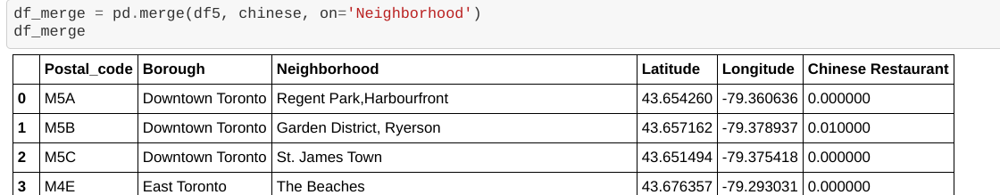 df_merge = pd.merge(df5, chinese, on='Neighborhood')
df_merge
Postal_code Borough Neighborhood Latitude Longitude Chinese Restaurant
0 M5A Downtown Toronto Regent Park,Harbourfront 43.654260 -79.360636 0.000000
1 M5B Downtown Toronto Garden District, Ryerson 43.657162 -79.378937 0.010000
2 M5C Downtown Toronto St. James Town 43.651494 -79.375418 0.000000
3 M4E East Toronto The Beaches 43.676357 -79.293031 0.000000